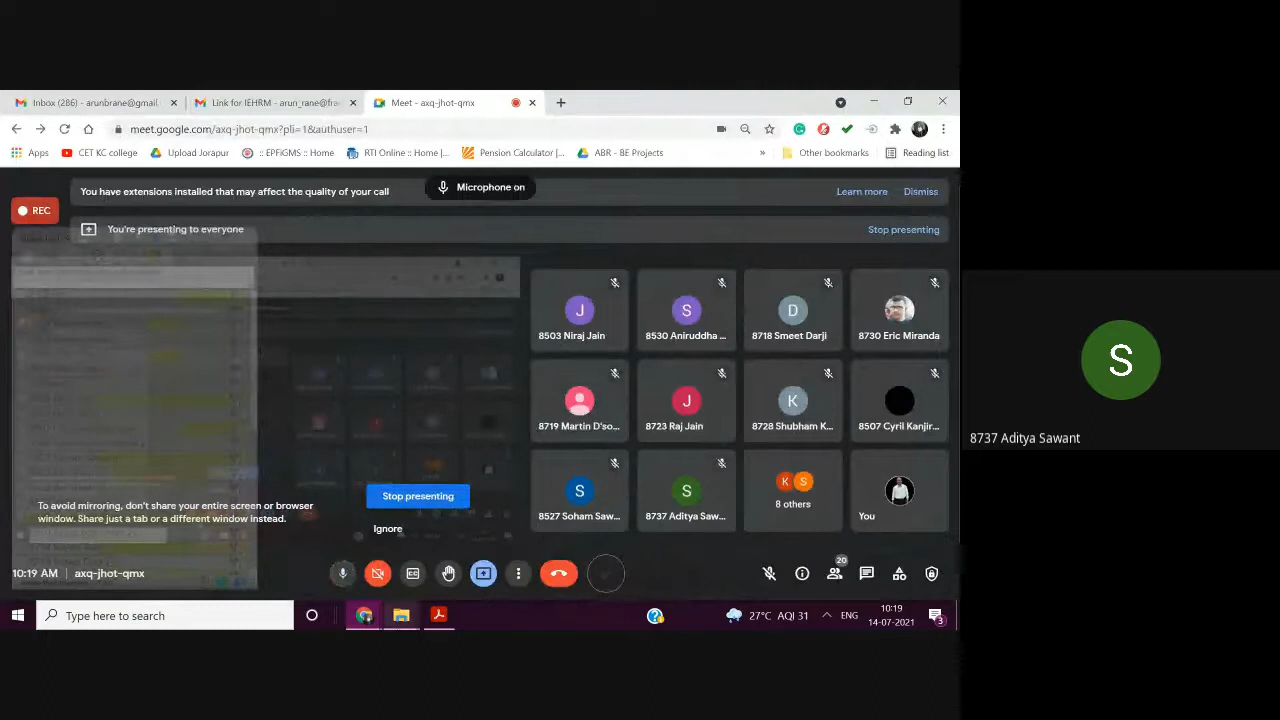 Inbox (286) - arunbrane@gmail
Link for IEHRM - arun_rane@fra
Meet - axq-jhot-qmx
meet.google.com/axq-jhot-qmx?pli=1&authuser=1
Apps
CET KC college
Upload Jorapur
:: EPFiGMS :: Home
RTI Online :: Home |...
Pension Calculator |...
ABR - BE Projects
»
Other bookmarks
Reading list
You have extensions installed that may affect the quality of your call
Microphone on
Learn more
Dismiss
REC
You're presenting to everyone
Stop presenting
J
8503 Niraj Jain
S
8530 Aniruddha ...
D
8718 Smeet Darji
8730 Eric Miranda
8719 Martin D'so...
J
8723 Raj Jain
K
8728 Shubham K...
8507 Cyril Kanjir...
S
8527 Soham Saw...
S
8737 Aditya Saw...
K S
8 others
You
To avoid mirroring, don't share your entire screen or browser
window. Share just a tab or a different window instead.
Stop presenting
Ignore
10:19 AM | axq-jhot-qmx
CC
20
Type here to search
27°C AQI 31
ENG
10:19
14-07-2021
3
S
8737 Aditya Sawant